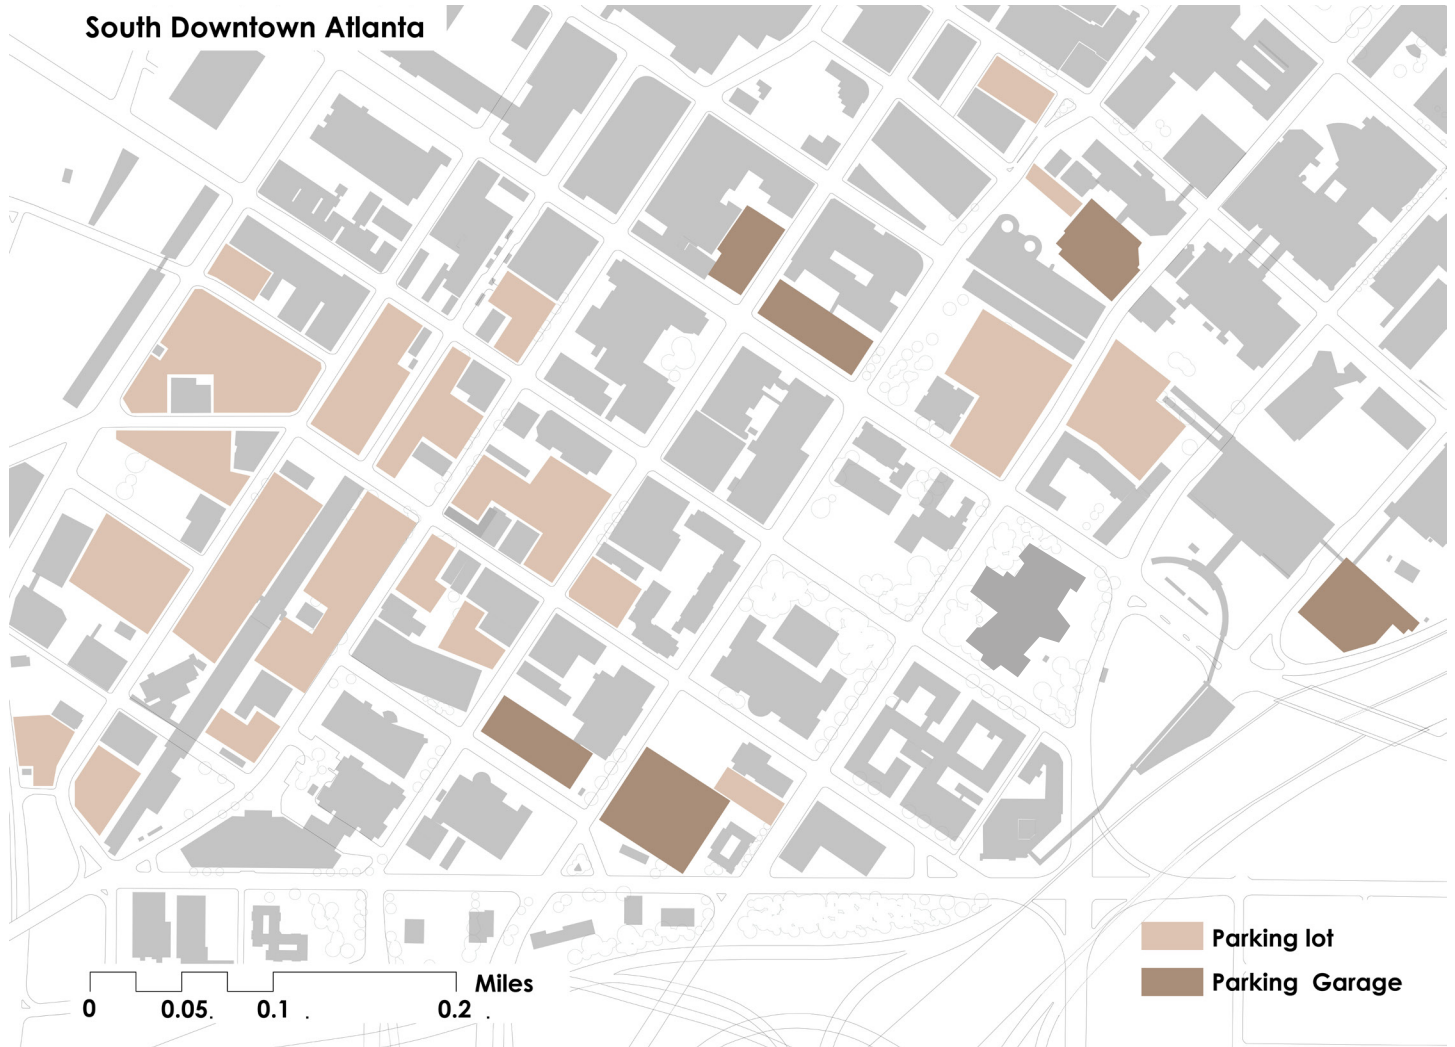 South Downtown Atlanta
Parking lot
Parking Garage
Miles
0 0.05. 0.1 . 0.2 .